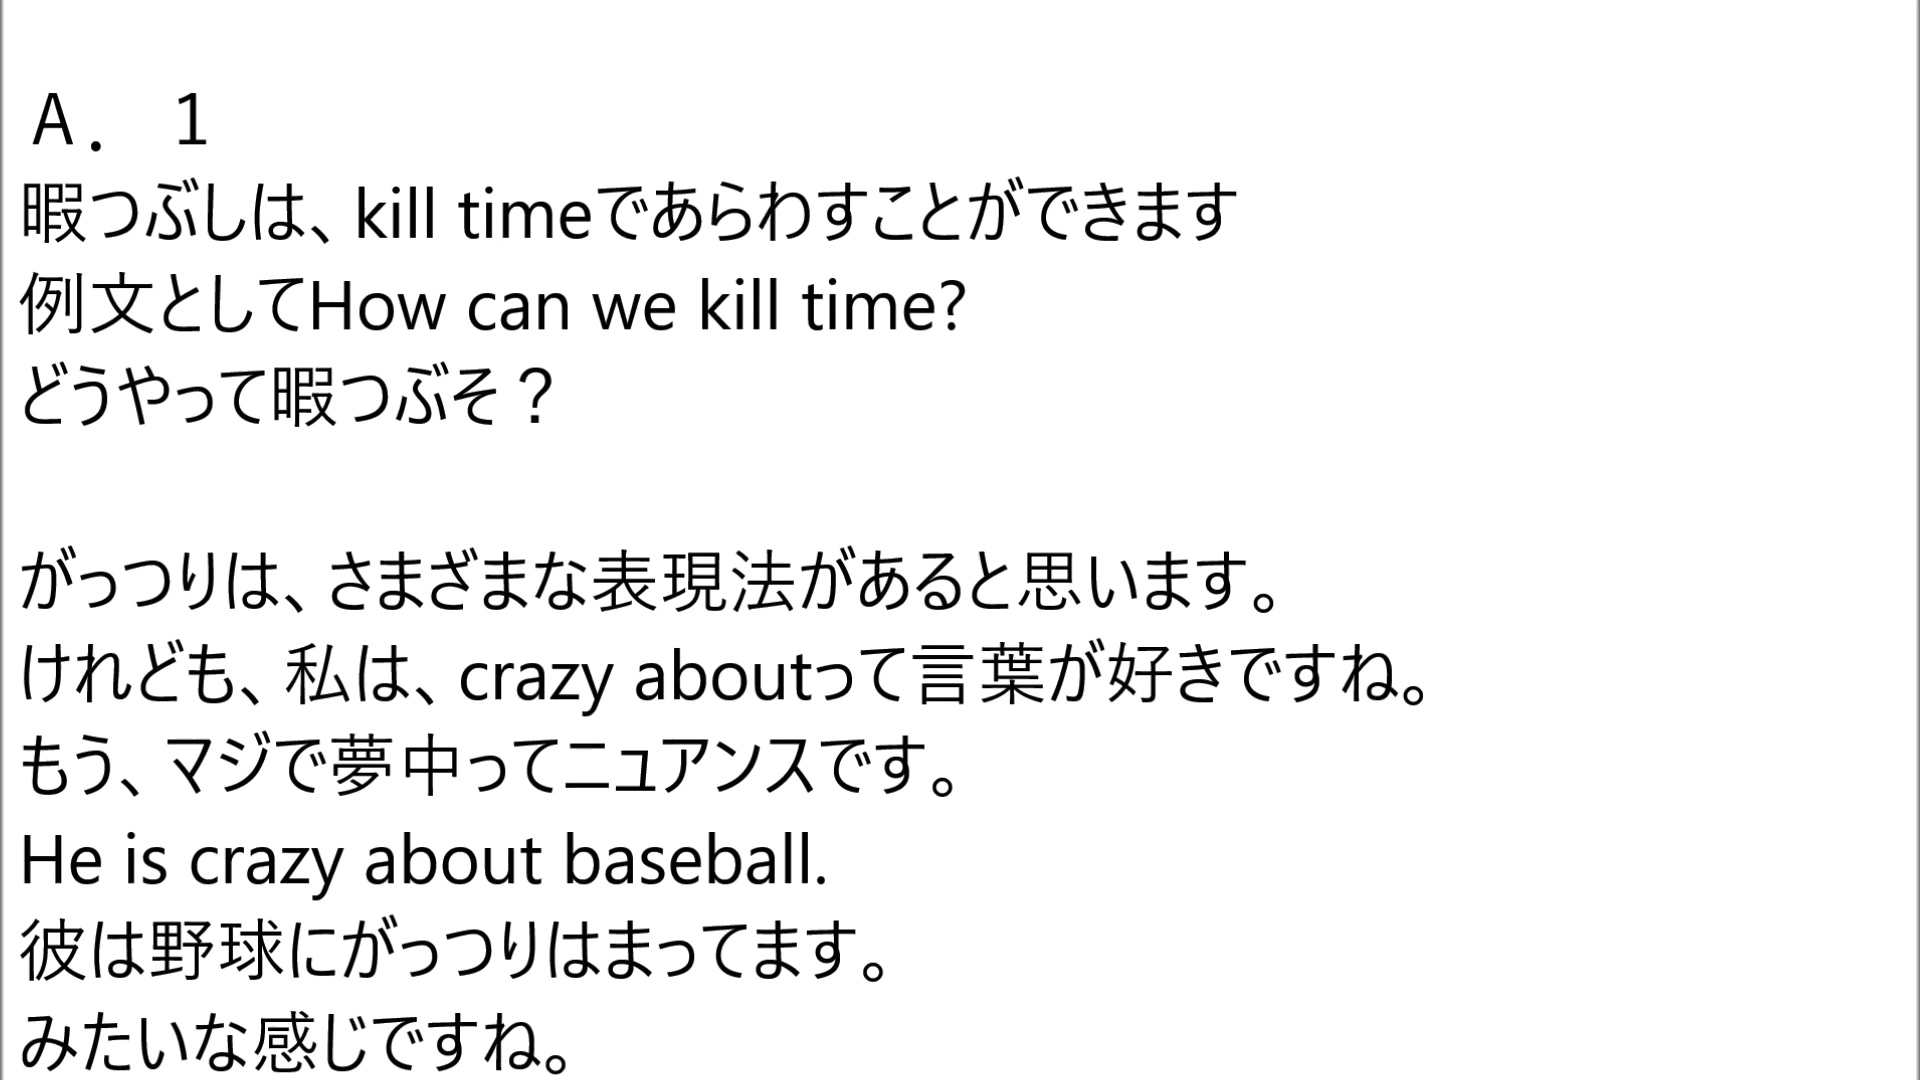 A. 1
暇つぶしは、kill timeであらわすことができます
例文としてHow can we kill time?
どうやって暇つぶそ？
がっつりは、さまざまな表現法があると思います。
けれども、私は、crazy aboutって言葉が好きですね。
もう、マジで夢中ってニュアンスです。
He is crazy about baseball.
彼は野球にがっつりはまってます。
みたいな感じですね。